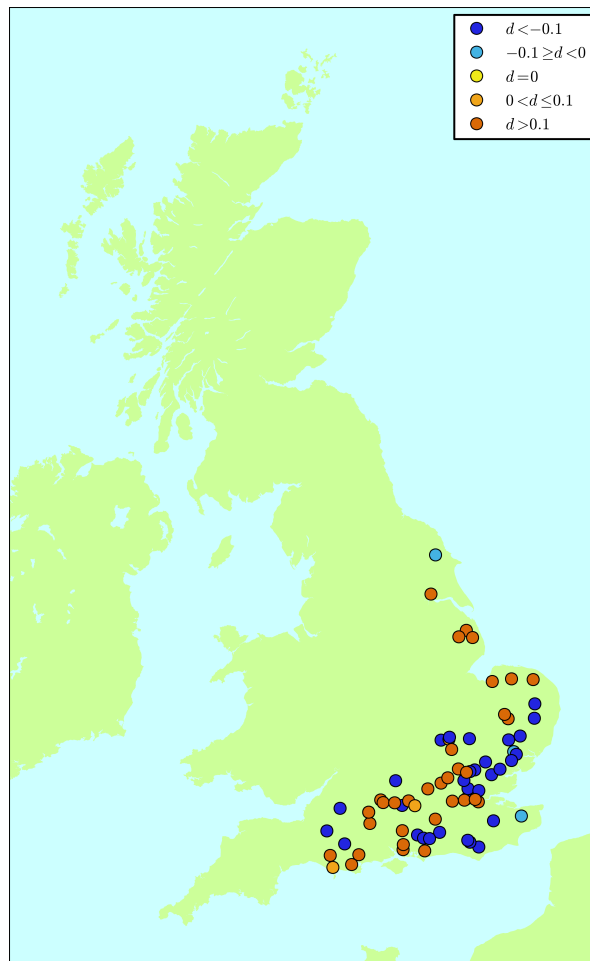 d < −0.1
−0.1 ≥ d < 0
d = 0
0 < d ≤ 0.1
d > 0.1